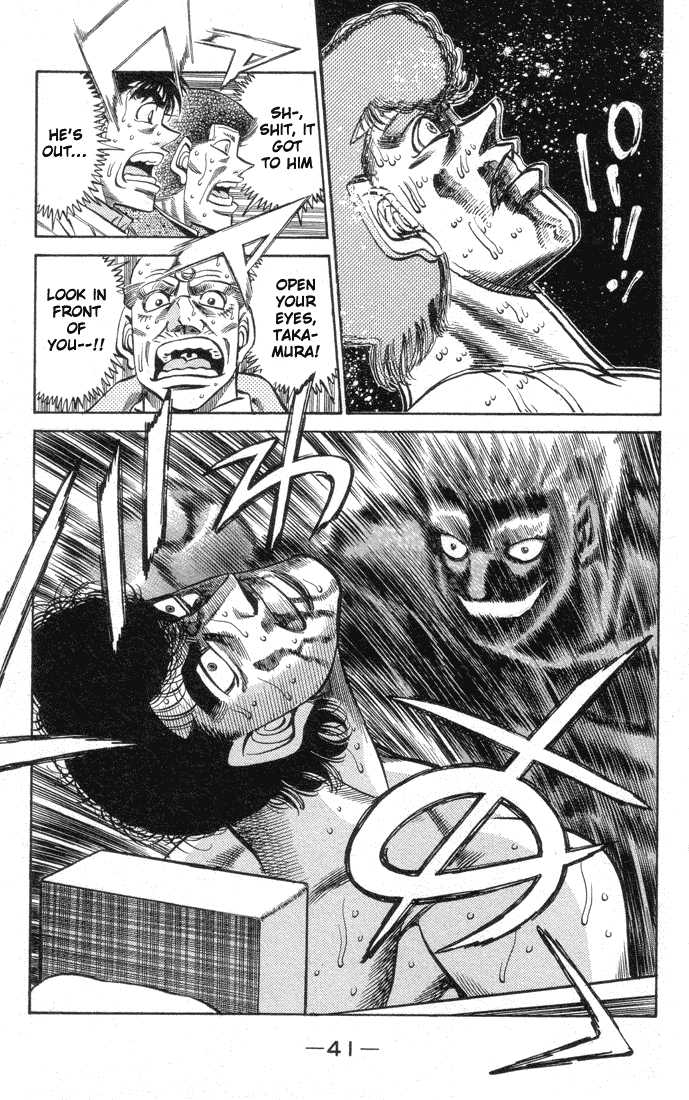 SH-,
SHIT, IT
GOT
TO HIM
HE'S
OUT...
OPEN
YOUR
EYES,
TAKA-
MURA!
LOOK IN
FRONT
OF
YOU--!!
—41—